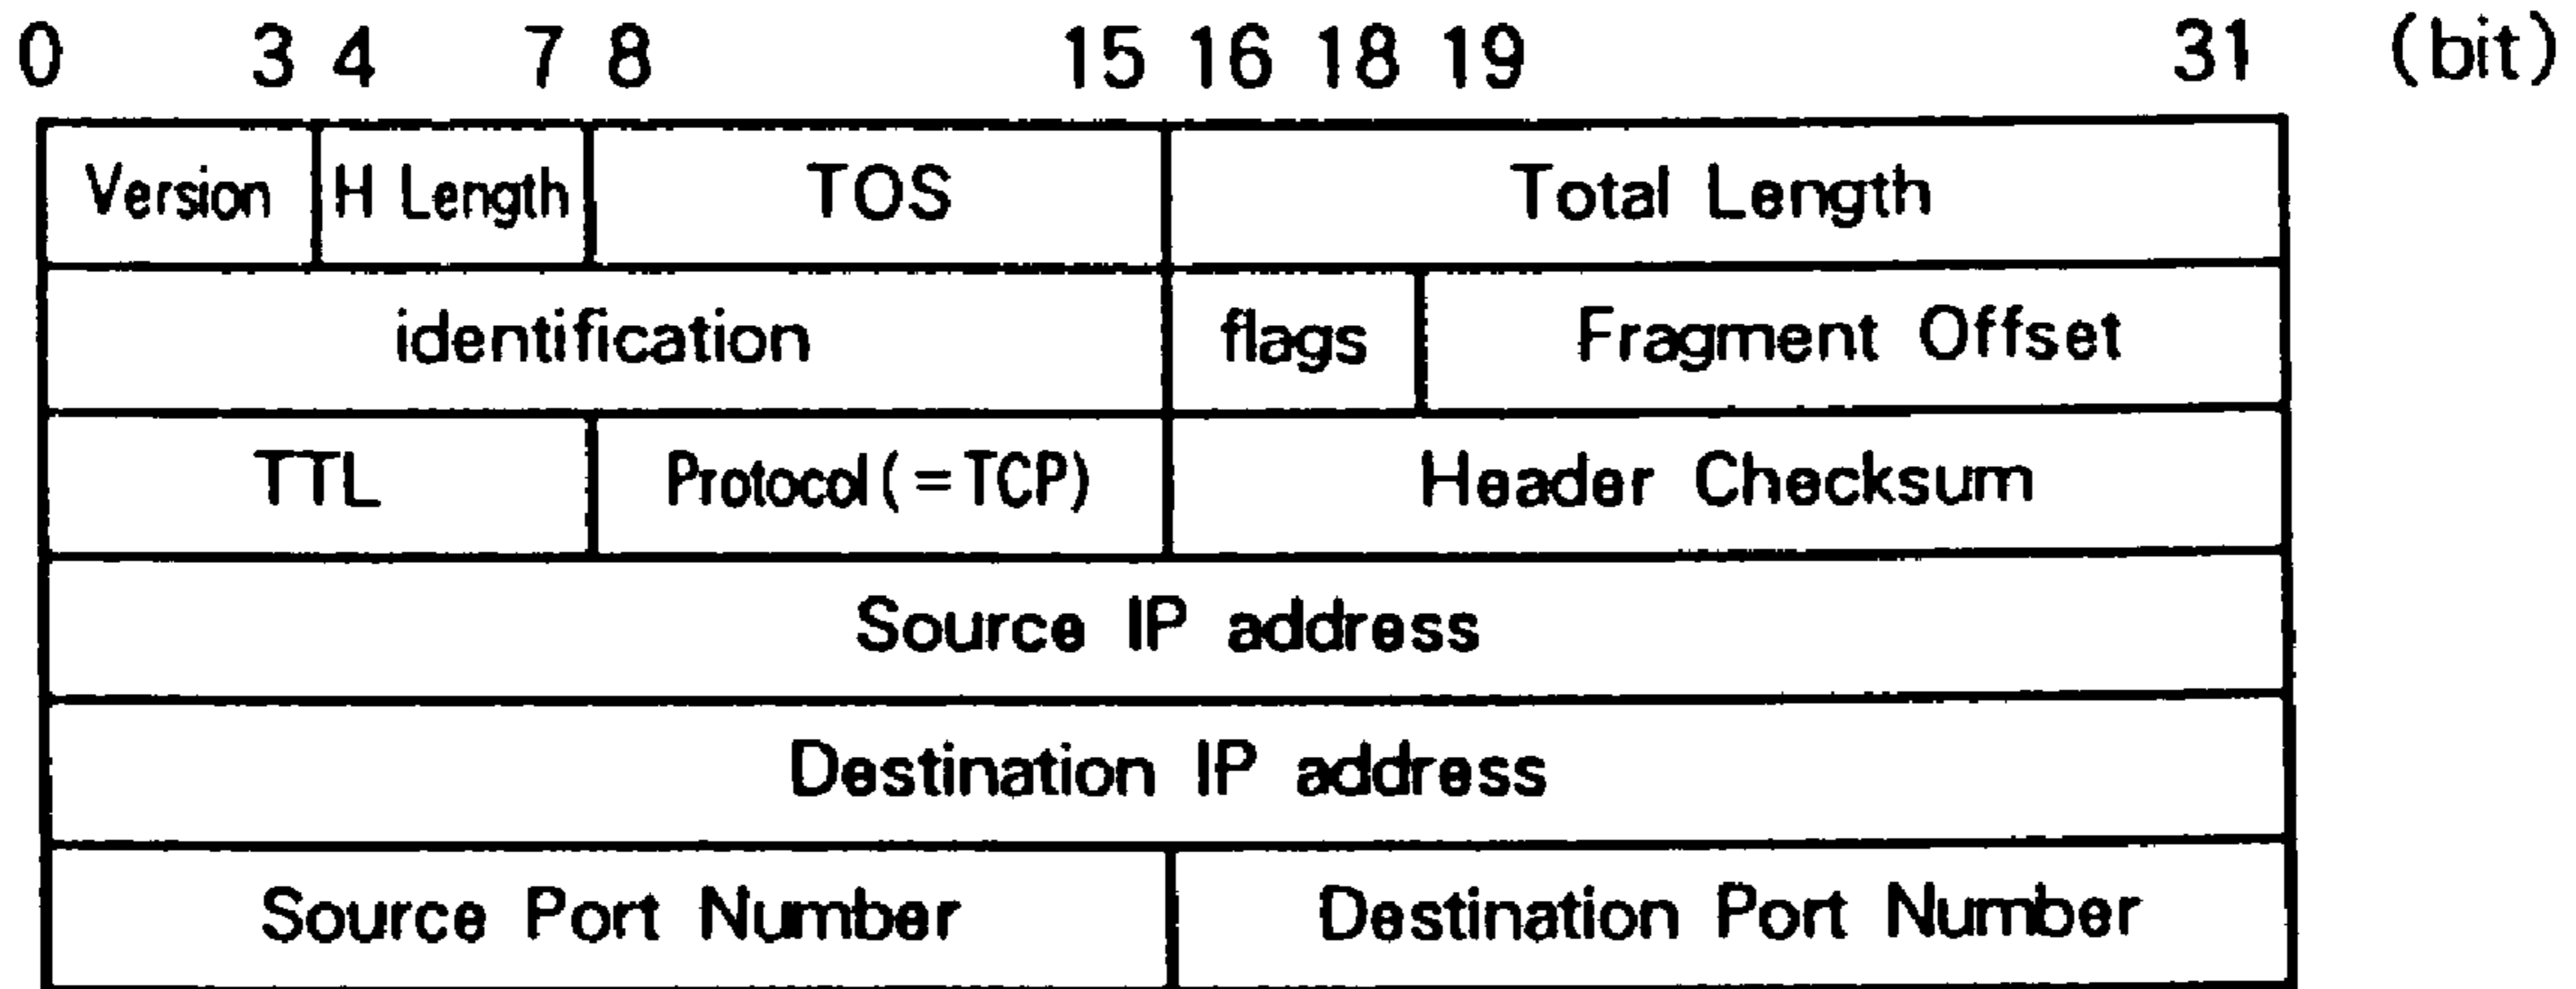 0 3 4 7 8 15 16 18 19 31 (bit)
Version H Length TOS Total Length
identification flags Fragment Offset
TTL Protocol(=TCP) Header Checksum
Source IP address
Destination IP address
Source Port Number Destination Port Number